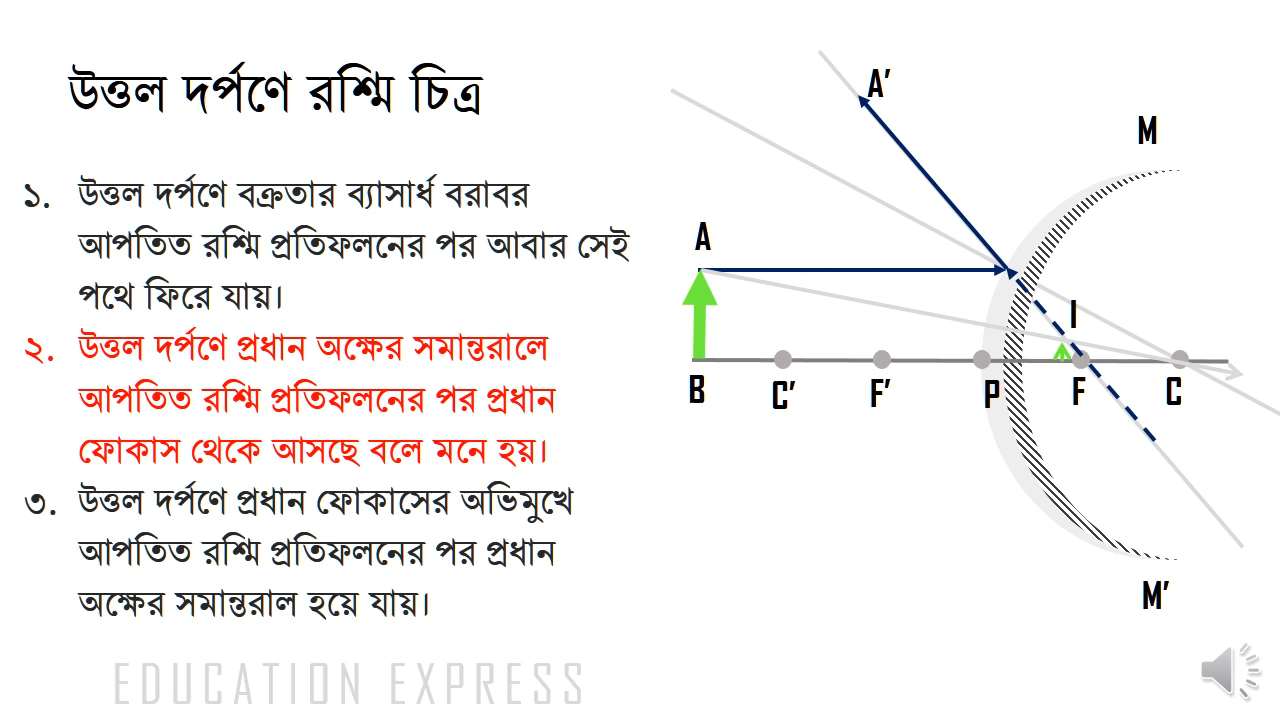 উত্তল দর্পণে রশ্মি চিত্র
১. উত্তল দর্পণে বক্রতার ব্যাসার্ধ বরাবর
আপতিত রশ্মি প্রতিফলনের পর আবার সেই
পথে ফিরে যায়।
২. উত্তল দর্পণে প্রধান অক্ষের সমান্তরালে
আপতিত রশ্মি প্রতিফলনের পর প্রধান
ফোকাস থেকে আসছে বলে মনে হয়।
৩. উত্তল দর্পণে প্রধান ফোকাসের অভিমুখে
আপতিত রশ্মি প্রতিফলনের পর প্রধান
অক্ষের সমান্তরাল হয়ে যায়।
EDUCATION EXPRESS
A′
M
A
I
B C′ F′ P F C
M′